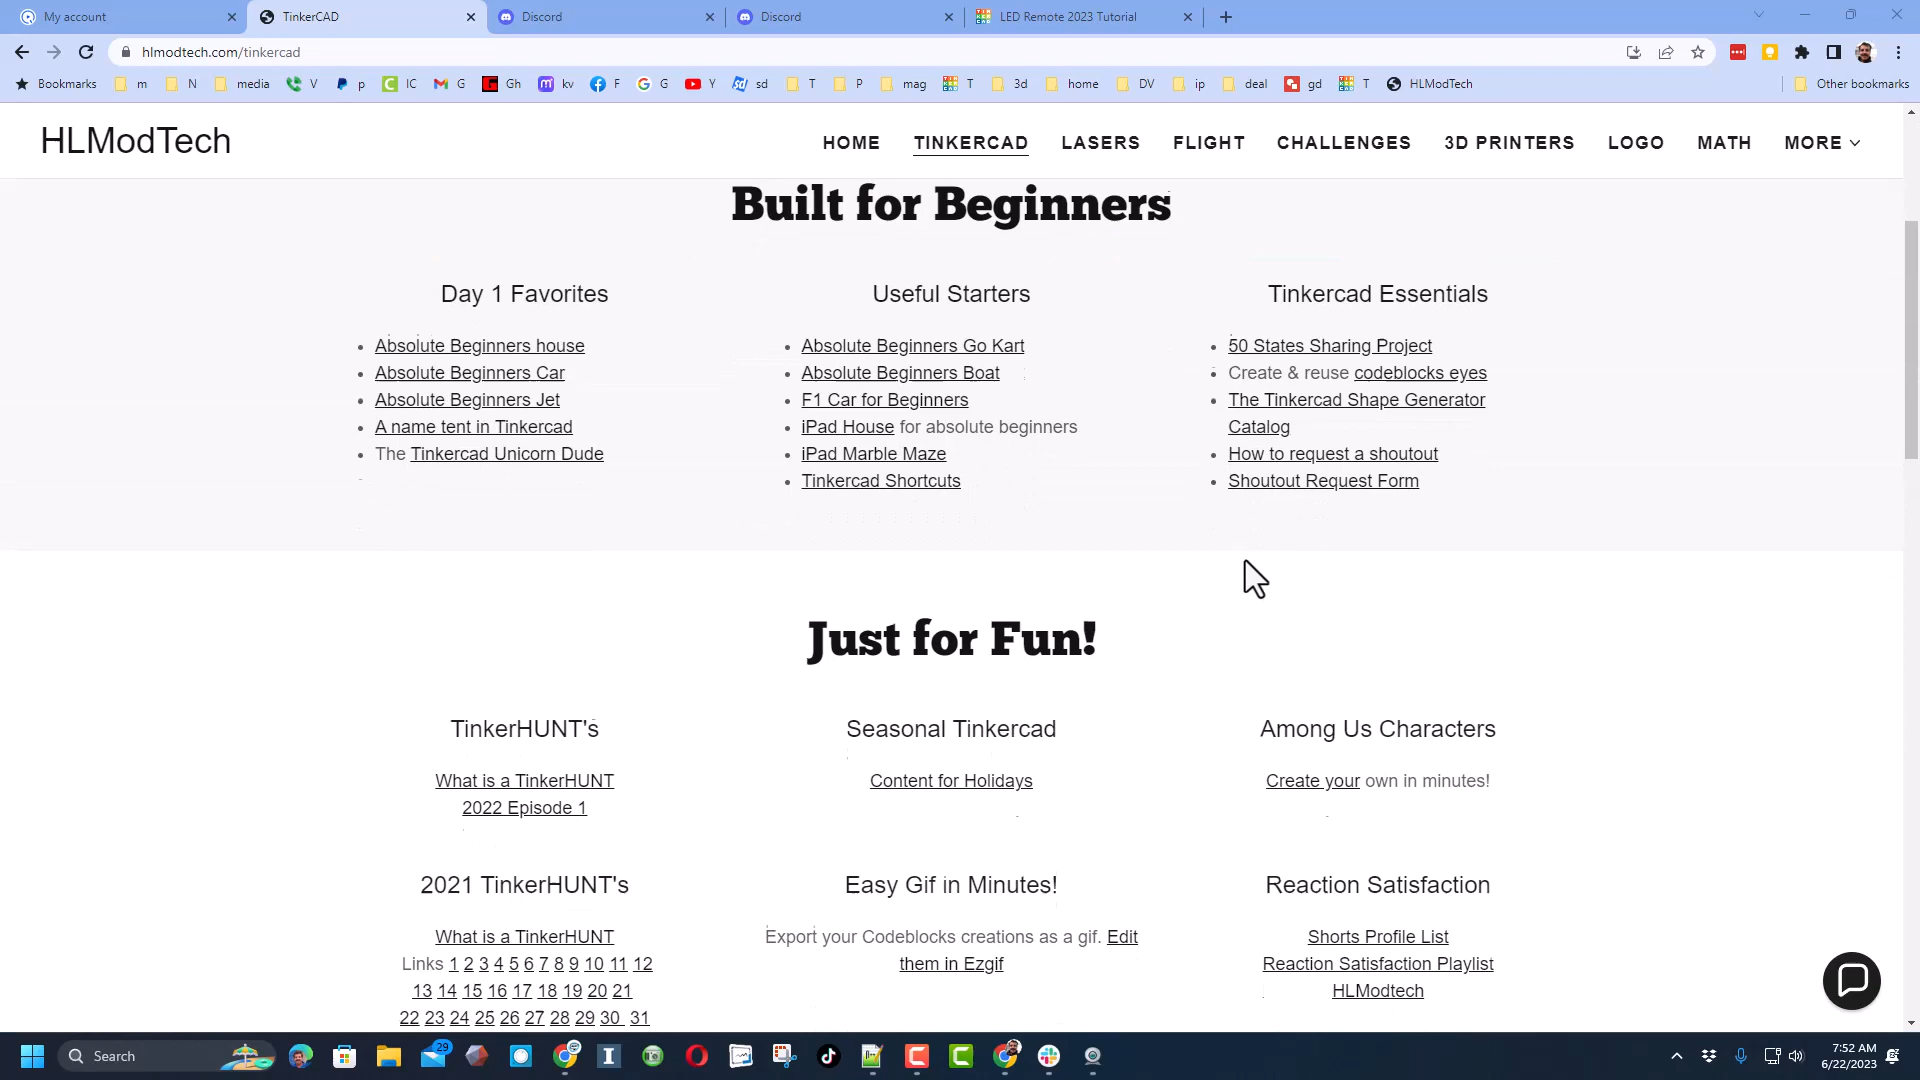 My account
TinkerCAD
Discord
Discord
LED Remote 2023 Tutorial
hlmodtech.com/tinkercad
Bookmarks m N media V p IC G Gh kv F G Y sd T P mag T 3d home DV ip deal gd T HLModTech Other bookmarks
HLModTech
HOME TINKERCAD LASERS FLIGHT CHALLENGES 3D PRINTERS LOGO MATH MORE
Built for Beginners
Day 1 Favorites
Absolute Beginners house
Absolute Beginners Car
Absolute Beginners Jet
A name tent in Tinkercad
The Tinkercad Unicorn Dude
Useful Starters
Absolute Beginners Go Kart
Absolute Beginners Boat
F1 Car for Beginners
iPad House for absolute beginners
iPad Marble Maze
Tinkercad Shortcuts
Tinkercad Essentials
50 States Sharing Project
Create & reuse codeblocks eyes
The Tinkercad Shape Generator
Catalog
How to request a shoutout
Shoutout Request Form
Just for Fun!
TinkerHUNT's
What is a TinkerHUNT
2022 Episode 1
Seasonal Tinkercad
Content for Holidays
Among Us Characters
Create your own in minutes!
2021 TinkerHUNT's
What is a TinkerHUNT
Links 1 2 3 4 5 6 7 8 9 10 11 12
13 14 15 16 17 18 19 20 21
22 23 24 25 26 27 28 29 30 31
Easy Gif in Minutes!
Export your Codeblocks creations as a gif. Edit
them in Ezgif
Reaction Satisfaction
Shorts Profile List
Reaction Satisfaction Playlist
HLModtech
Search
29
7:52 AM
6/22/2023